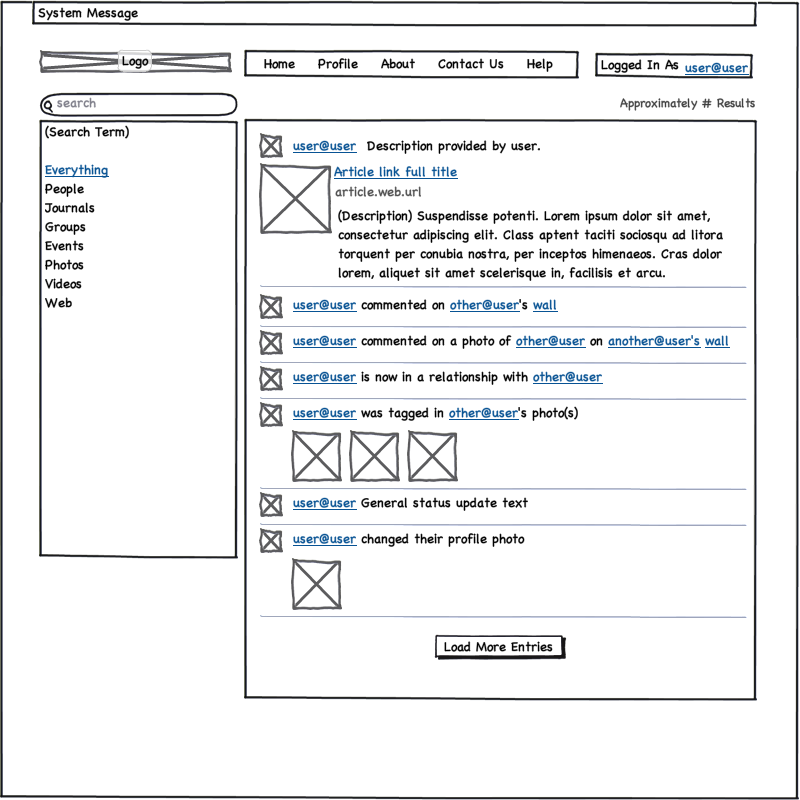 System Message
Logo
Home Profile About Contact Us Help
Logged In As user@user
search
Approximately # Results
(Search Term)
Everything
People
Journals
Groups
Events
Photos
Videos
Web
user@user Description provided by user.
Article link full title
article.web.url
(Description) Suspendisse potenti. Lorem ipsum dolor sit amet,
consectetur adipiscing elit. Class aptent taciti sociosqu ad litora
torquent per conubia nostra, per inceptos himenaeos. Cras dolor
lorem, aliquet sit amet scelerisque in, facilisis et arcu.
user@user commented on other@user's wall
user@user commented on a photo of other@user on another@user's wall
user@user is now in a relationship with other@user
user@user was tagged in other@user's photo(s)
user@user General status update text
user@user changed their profile photo
Load More Entries